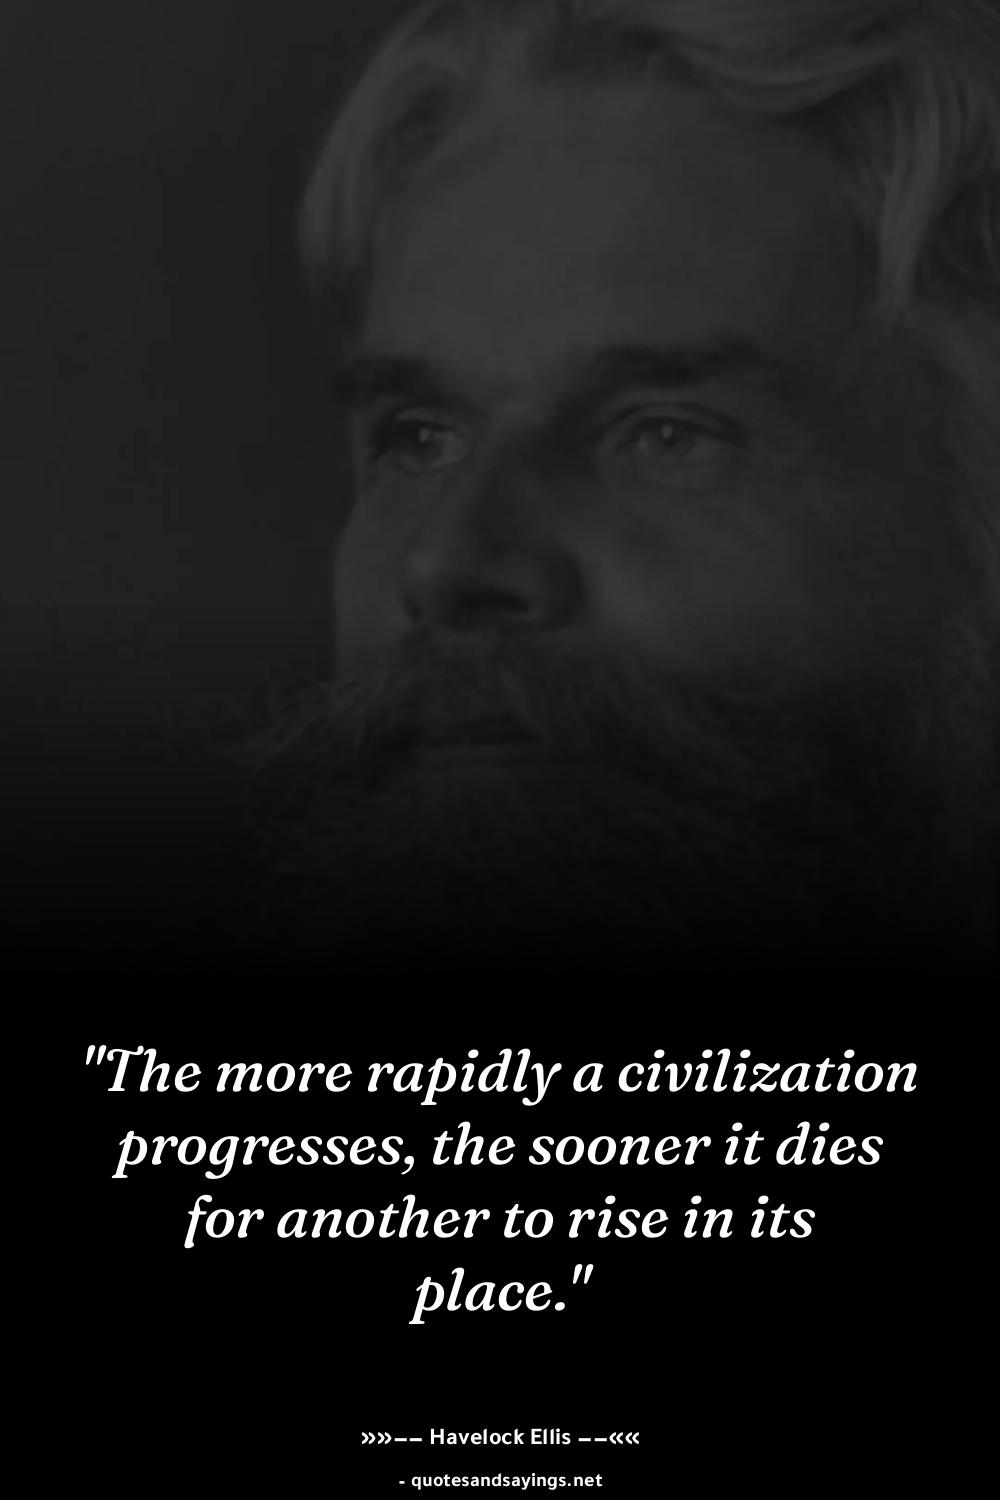 "The more rapidly a civilization
progresses, the sooner it dies
for another to rise in its
place."
»»−− Havelock Ellis −−««
- quotesandsayings.net